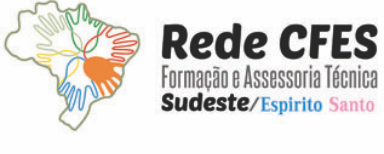 Rede CFES
Formação e Assessoria Técnica
Sudeste/Espirito Santo